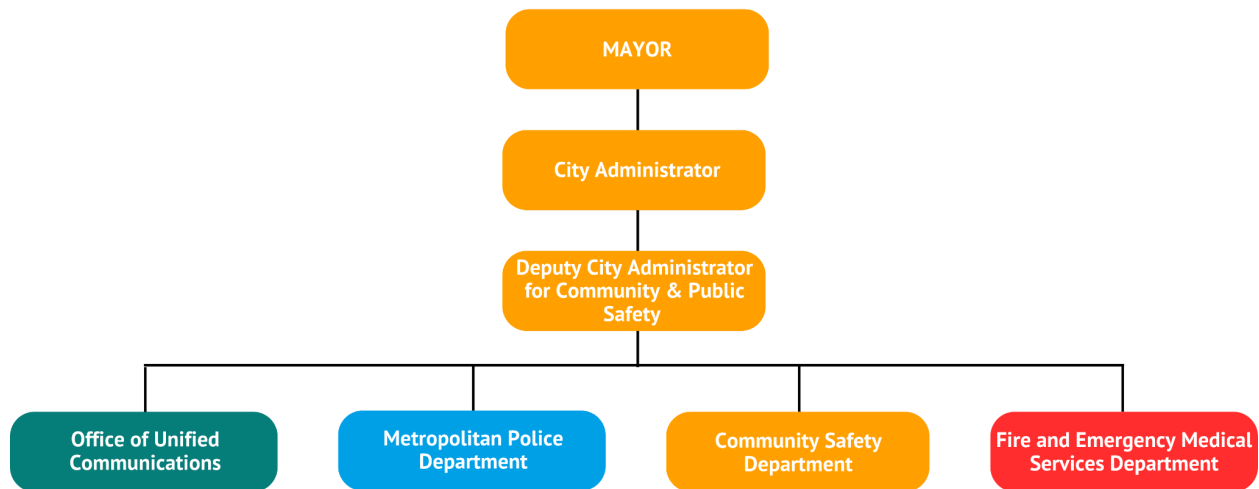 MAYOR
City Administrator
Deputy City Administrator
for Community & Public
Safety
Office of Unified
Communications
Metropolitan Police
Department
Community Safety
Department
Fire and Emergency Medical
Services Department